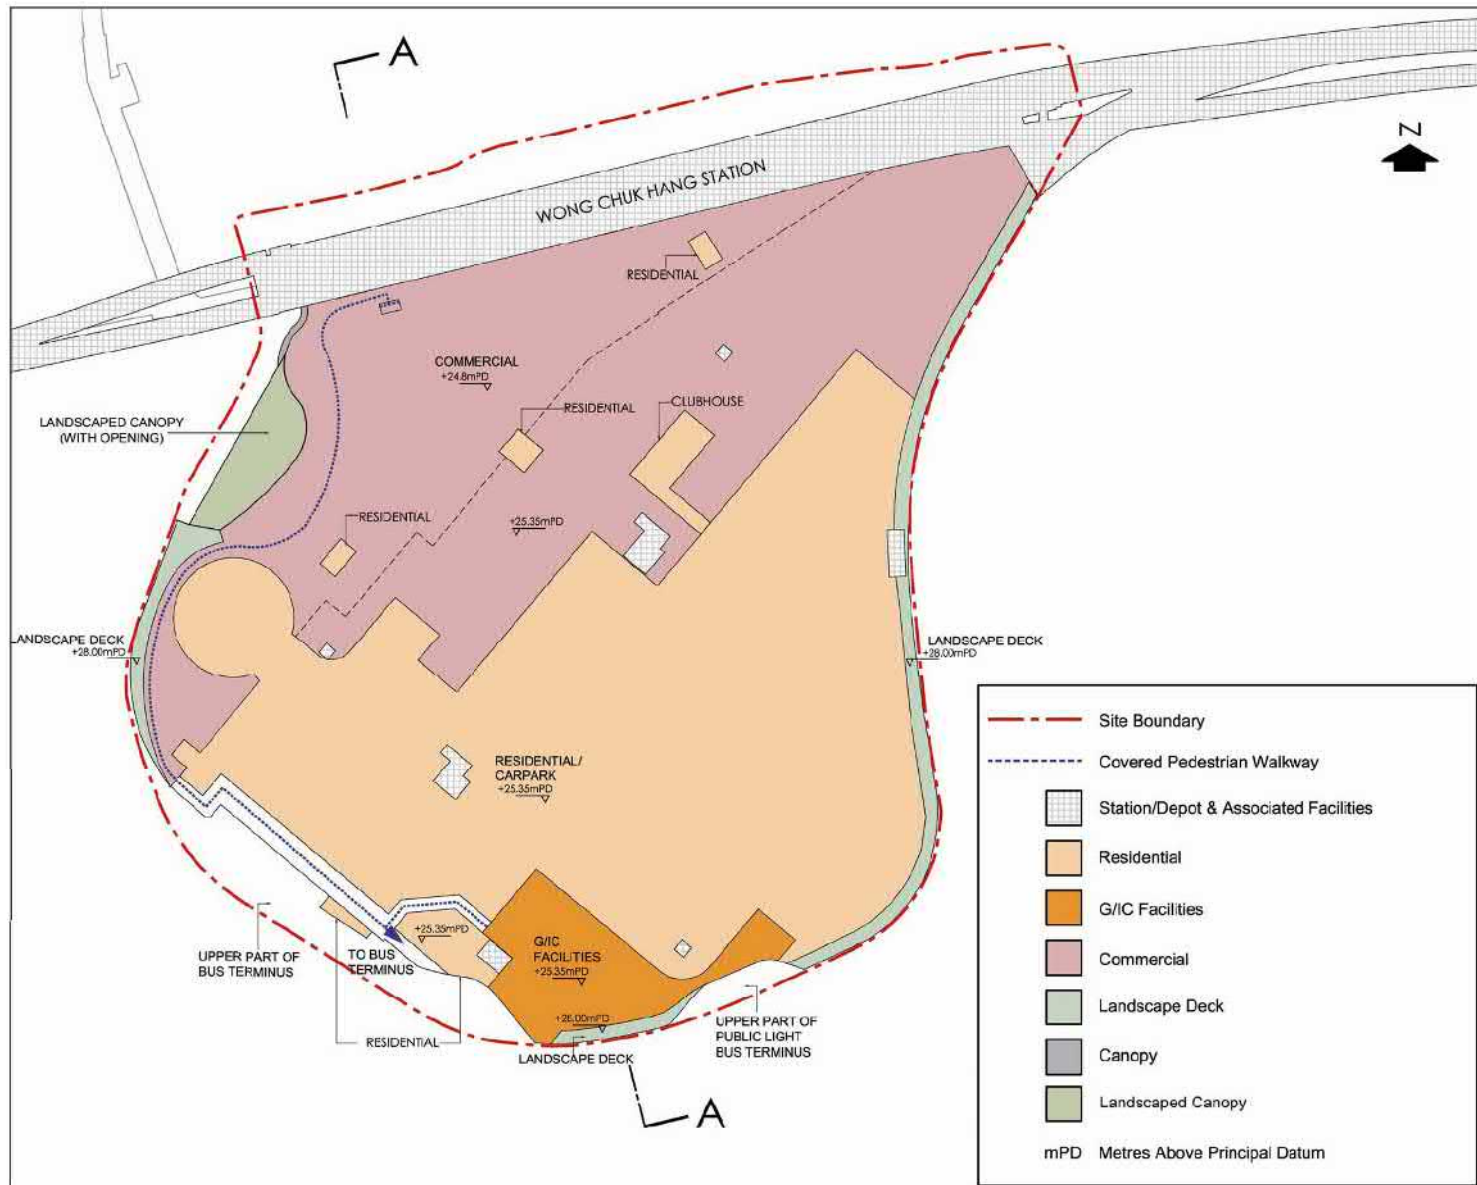 A
N
WONG CHUK HANG STATION
RESIDENTIAL
COMMERCIAL
+24.8mPD
RESIDENTIAL
CLUBHOUSE
LANDSCAPED CANOPY
(WITH OPENING)
RESIDENTIAL
+25.35mPD
LANDSCAPE DECK
+28.00mPD
LANDSCAPE DECK
+28.00mPD
RESIDENTIAL/
CARPARK
+25.35mPD
+25.35mPD
G/IC
FACILITIES
+25.35mPD
UPPER PART OF
BUS TERMINUS
TO BUS
TERMINUS
RESIDENTIAL
+26.00mPD
LANDSCAPE DECK
UPPER PART OF
PUBLIC LIGHT
BUS TERMINUS
A
Site Boundary
Covered Pedestrian Walkway
Station/Depot & Associated Facilities
Residential
G/IC Facilities
Commercial
Landscape Deck
Canopy
Landscaped Canopy
mPD Metres Above Principal Datum